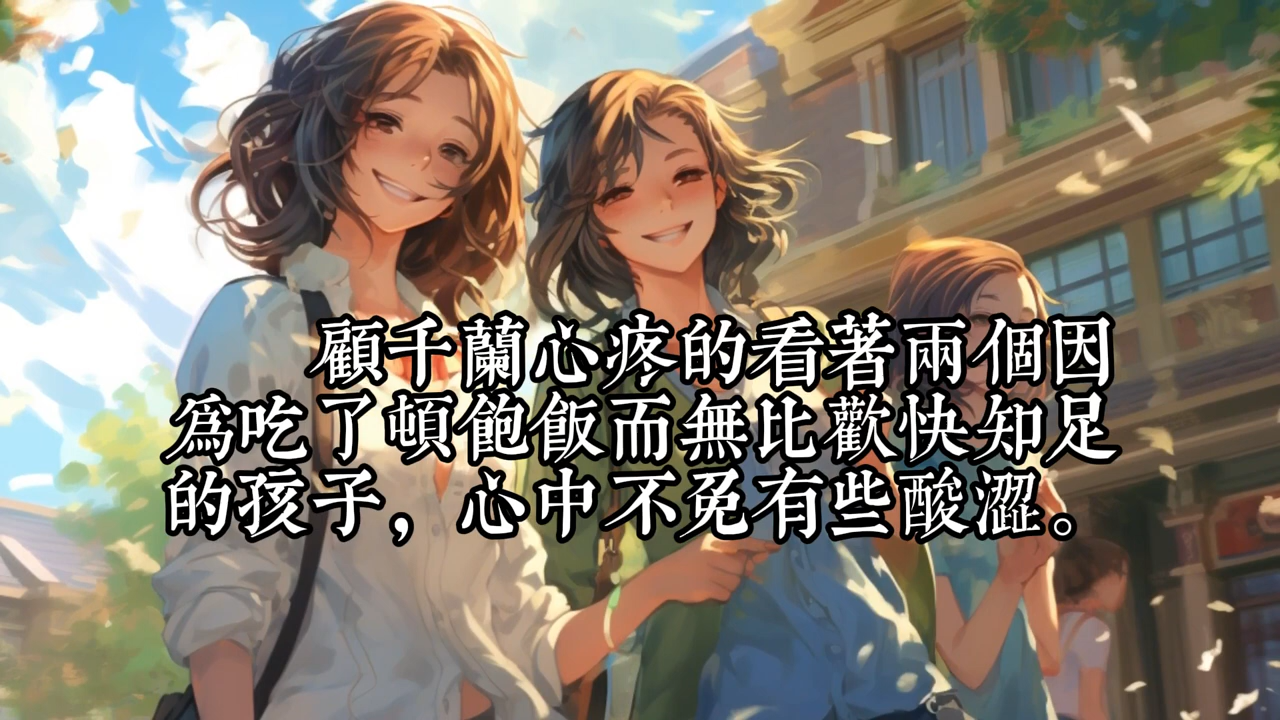 顧千蘭心疼的看著兩個因
爲吃了頓飽飯而無比歡快知足
的孩子，心中不免有些酸澀。